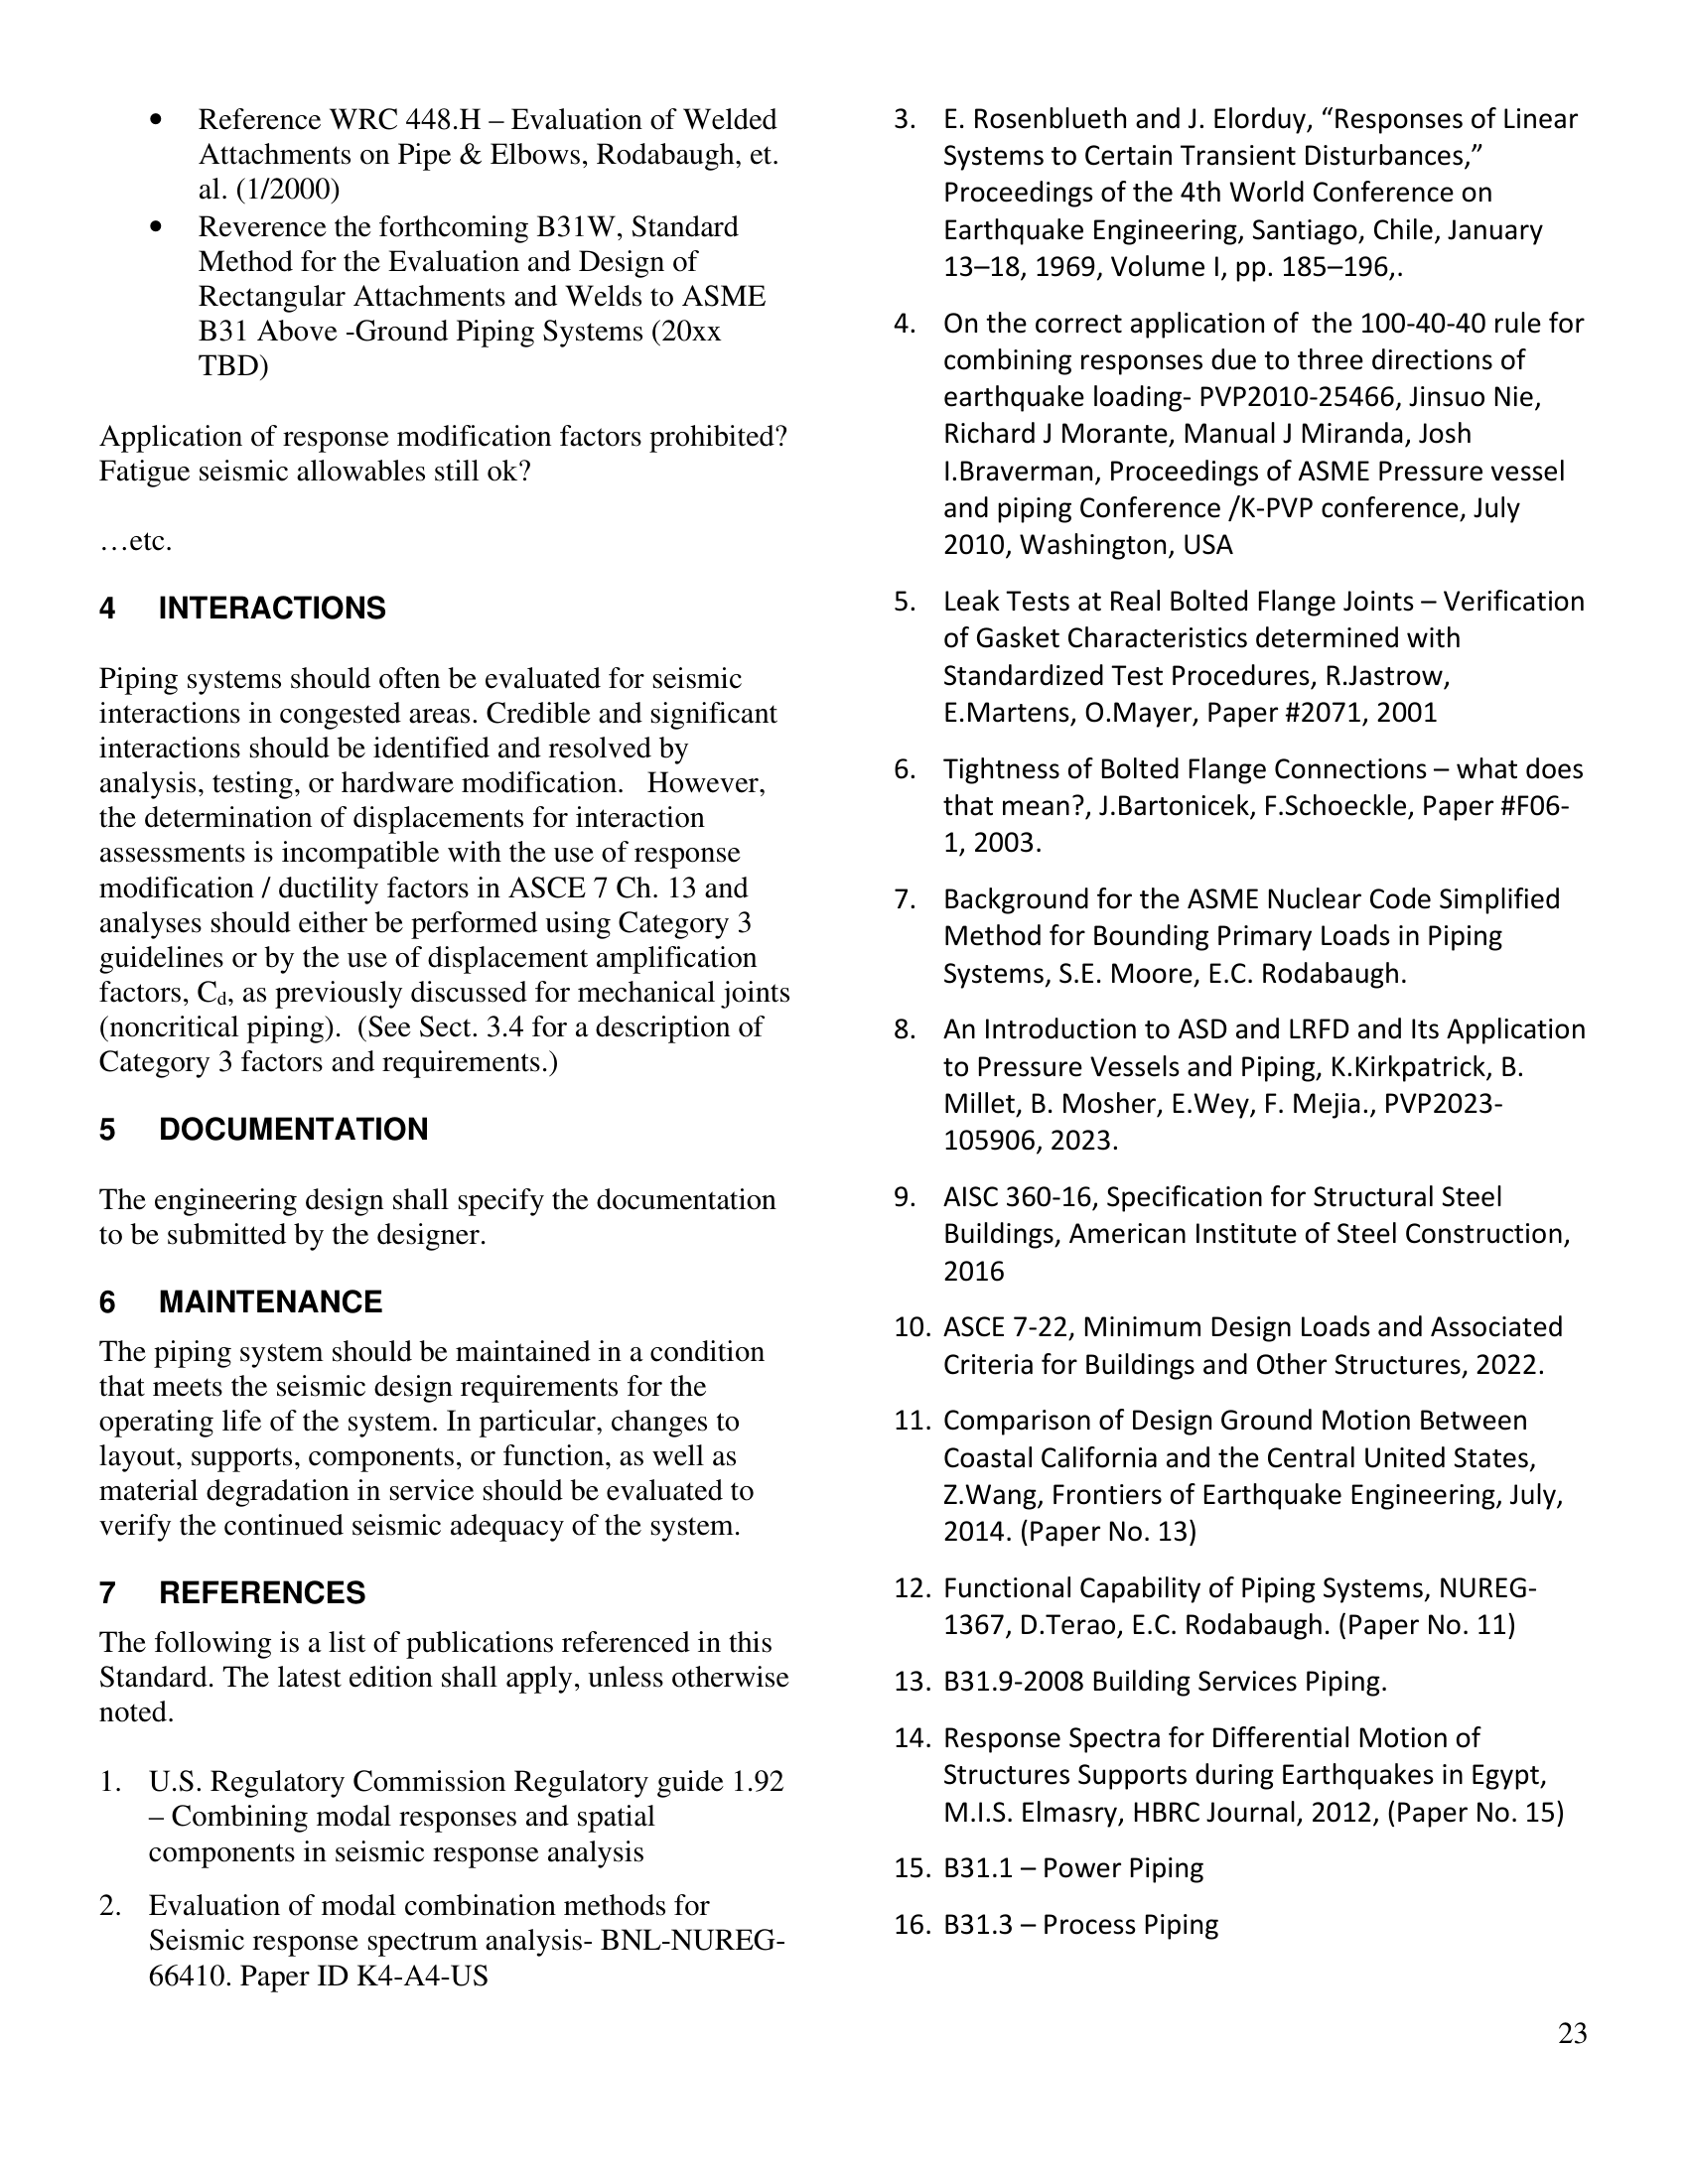 • Reference WRC 448.H – Evaluation of Welded
Attachments on Pipe & Elbows, Rodabaugh, et.
al. (1/2000)
• Reverence the forthcoming B31W, Standard
Method for the Evaluation and Design of
Rectangular Attachments and Welds to ASME
B31 Above -Ground Piping Systems (20xx
TBD)
Application of response modification factors prohibited?
Fatigue seismic allowables still ok?
…etc.
4 INTERACTIONS
Piping systems should often be evaluated for seismic
interactions in congested areas. Credible and significant
interactions should be identified and resolved by
analysis, testing, or hardware modification. However,
the determination of displacements for interaction
assessments is incompatible with the use of response
modification / ductility factors in ASCE 7 Ch. 13 and
analyses should either be performed using Category 3
guidelines or by the use of displacement amplification
factors, Cd, as previously discussed for mechanical joints
(noncritical piping). (See Sect. 3.4 for a description of
Category 3 factors and requirements.)
5 DOCUMENTATION
The engineering design shall specify the documentation
to be submitted by the designer.
6 MAINTENANCE
The piping system should be maintained in a condition
that meets the seismic design requirements for the
operating life of the system. In particular, changes to
layout, supports, components, or function, as well as
material degradation in service should be evaluated to
verify the continued seismic adequacy of the system.
7 REFERENCES
The following is a list of publications referenced in this
Standard. The latest edition shall apply, unless otherwise
noted.
1. U.S. Regulatory Commission Regulatory guide 1.92
– Combining modal responses and spatial
components in seismic response analysis
2. Evaluation of modal combination methods for
Seismic response spectrum analysis- BNL-NUREG-
66410. Paper ID K4-A4-US
3. E. Rosenblueth and J. Elorduy, “Responses of Linear
Systems to Certain Transient Disturbances,”
Proceedings of the 4th World Conference on
Earthquake Engineering, Santiago, Chile, January
13–18, 1969, Volume I, pp. 185–196,.
4. On the correct application of the 100-40-40 rule for
combining responses due to three directions of
earthquake loading- PVP2010-25466, Jinsuo Nie,
Richard J Morante, Manual J Miranda, Josh
I.Braverman, Proceedings of ASME Pressure vessel
and piping Conference /K-PVP conference, July
2010, Washington, USA
5. Leak Tests at Real Bolted Flange Joints – Verification
of Gasket Characteristics determined with
Standardized Test Procedures, R.Jastrow,
E.Martens, O.Mayer, Paper #2071, 2001
6. Tightness of Bolted Flange Connections – what does
that mean?, J.Bartonicek, F.Schoeckle, Paper #F06-
1, 2003.
7. Background for the ASME Nuclear Code Simplified
Method for Bounding Primary Loads in Piping
Systems, S.E. Moore, E.C. Rodabaugh.
8. An Introduction to ASD and LRFD and Its Application
to Pressure Vessels and Piping, K.Kirkpatrick, B.
Millet, B. Mosher, E.Wey, F. Mejia., PVP2023-
105906, 2023.
9. AISC 360-16, Specification for Structural Steel
Buildings, American Institute of Steel Construction,
2016
10. ASCE 7-22, Minimum Design Loads and Associated
Criteria for Buildings and Other Structures, 2022.
11. Comparison of Design Ground Motion Between
Coastal California and the Central United States,
Z.Wang, Frontiers of Earthquake Engineering, July,
2014. (Paper No. 13)
12. Functional Capability of Piping Systems, NUREG-
1367, D.Terao, E.C. Rodabaugh. (Paper No. 11)
13. B31.9-2008 Building Services Piping.
14. Response Spectra for Differential Motion of
Structures Supports during Earthquakes in Egypt,
M.I.S. Elmasry, HBRC Journal, 2012, (Paper No. 15)
15. B31.1 – Power Piping
16. B31.3 – Process Piping
23